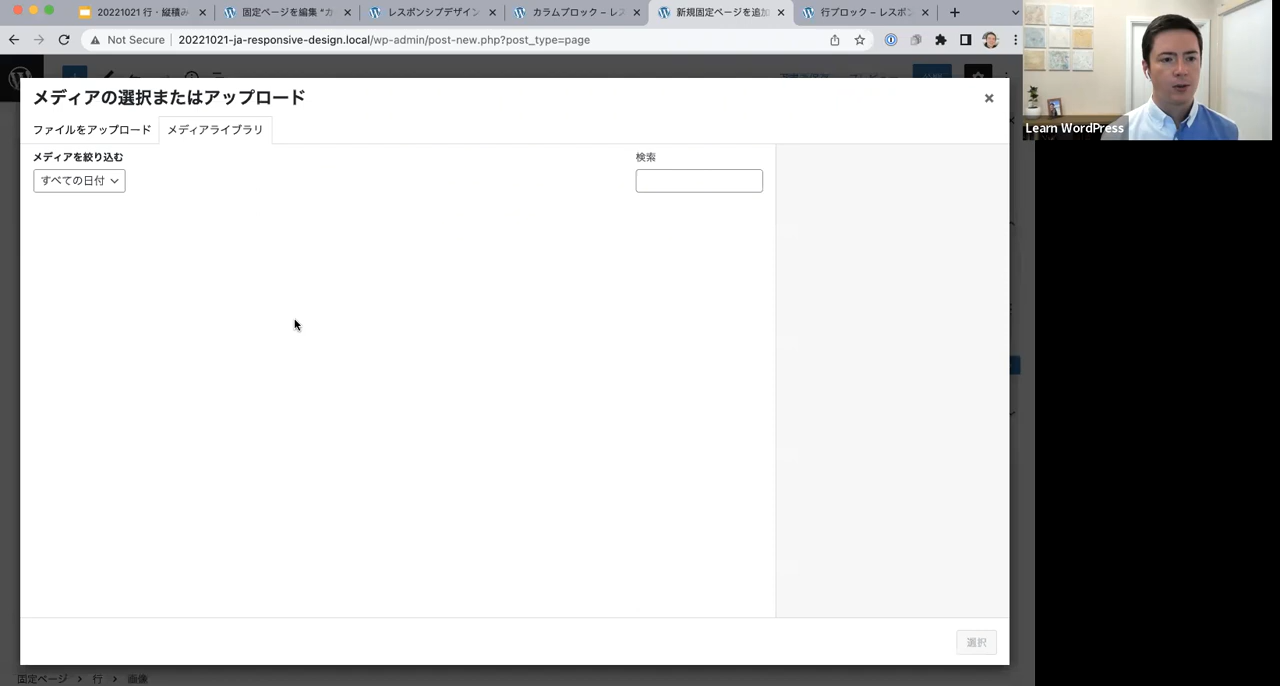 20221021 行・縦積み
固定ページを編集 "カ
レスポンシブデザイン
カラムブロック – レス
新規固定ページを追加
行ブロック – レスポン
Not Secure
20221021-ja-responsive-design.local/wp-admin/post-new.php?post_type=page
メディアの選択またはアップロード
ファイルをアップロード
メディアライブラリ
メディアを絞り込む
検索
すべての日付
選択
固定ページ > 行 > 画像
Learn WordPress